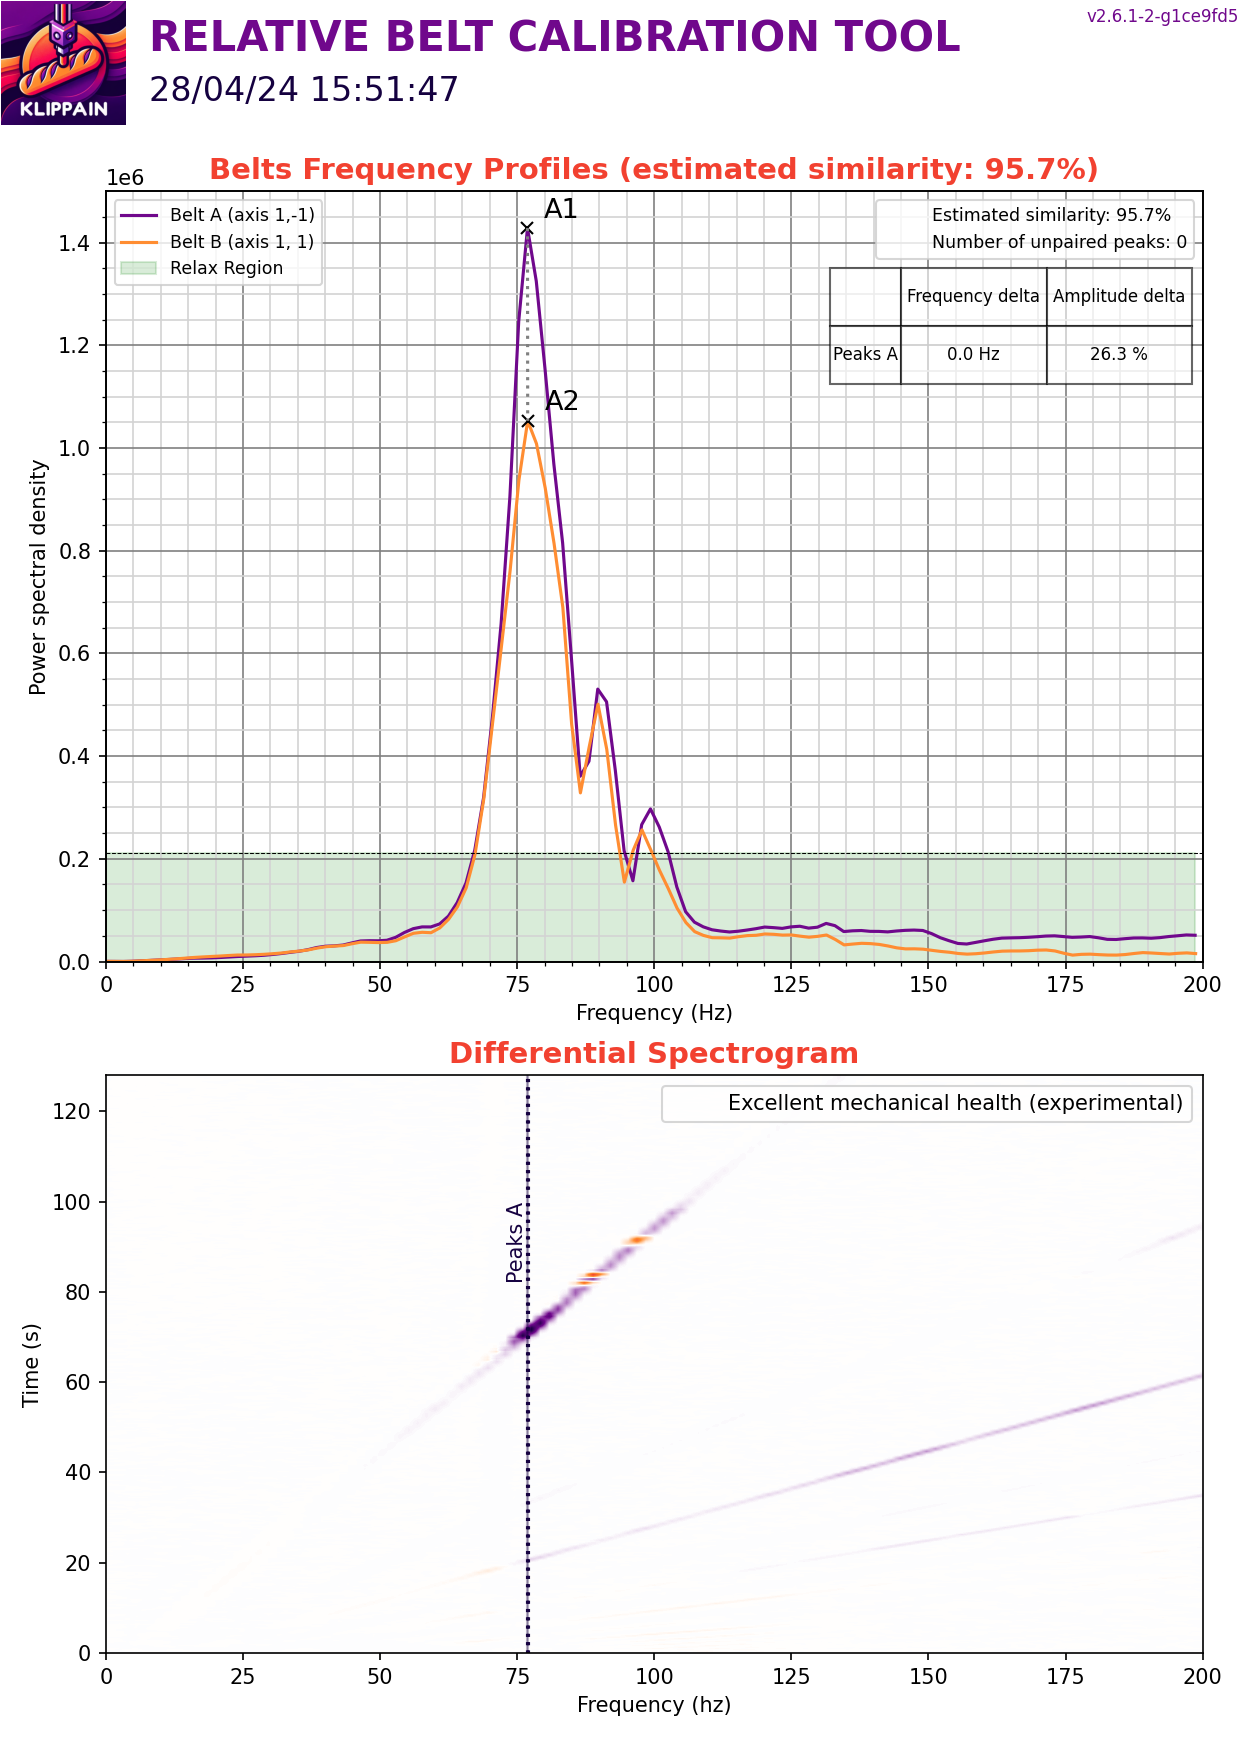 v2.6.1-2-g1ce9fd5
RELATIVE BELT CALIBRATION TOOL
28/04/24 15:51:47
KLIPPAIN
Belts Frequency Profiles (estimated similarity: 95.7%)
1e6
Belt A (axis 1,-1)
Belt B (axis 1, 1)
Relax Region
A1
A2
Estimated similarity: 95.7%
Number of unpaired peaks: 0
Frequency delta Amplitude delta
Peaks A 0.0 Hz 26.3 %
1.4
1.2
1.0
0.8
0.6
0.4
0.2
0.0
Power spectral density
0 25 50 75 100 125 150 175 200
Frequency (Hz)
Differential Spectrogram
Excellent mechanical health (experimental)
Peaks A
120
100
80
60
40
20
0
Time (s)
0 25 50 75 100 125 150 175 200
Frequency (hz)